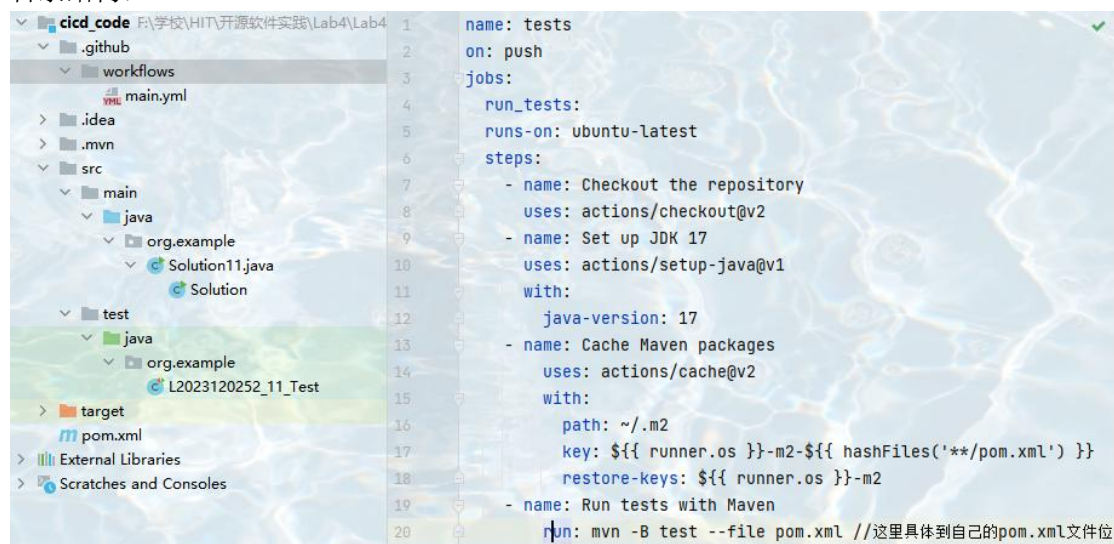 cicd_code F:\学校\HIT\开源软件实践\Lab4\Lab4
.github
workflows
main.yml
.idea
.mvn
src
main
java
org.example
Solution11.java
Solution
test
java
org.example
L2023120252_11_Test
target
pom.xml
External Libraries
Scratches and Consoles
1 name: tests
2 on: push
3 jobs:
4 run_tests:
5 runs-on: ubuntu-latest
6 steps:
7 - name: Checkout the repository
8 uses: actions/checkout@v2
9 - name: Set up JDK 17
10 uses: actions/setup-java@v1
11 with:
12 java-version: 17
13 - name: Cache Maven packages
14 uses: actions/cache@v2
15 with:
16 path: ~/.m2
17 key: ${{ runner.os }}-m2-${{ hashFiles('**/pom.xml') }}
18 restore-keys: ${{ runner.os }}-m2
19 - name: Run tests with Maven
20 run: mvn -B test --file pom.xml //这里具体到自己的pom.xml文件位